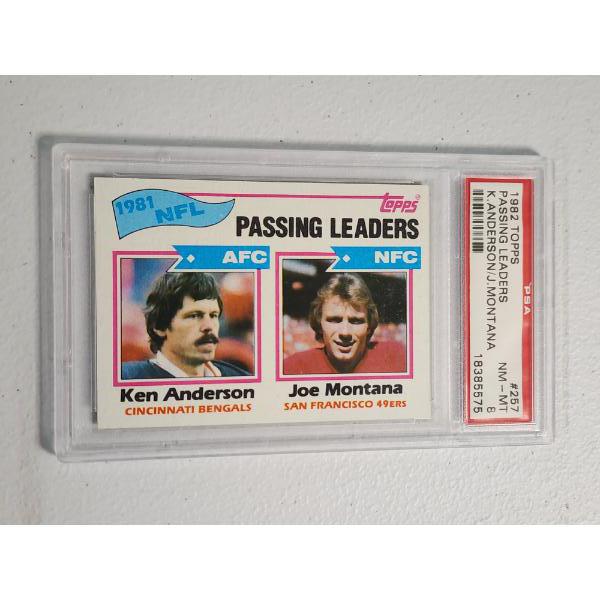 1981 NFL
topps
PASSING LEADERS
AFC
NFC
Ken Anderson
CINCINNATI BENGALS
Joe Montana
SAN FRANCISCO 49ERS
1982 TOPPS #257
PASSING LEADERS NM - MT
K.ANDERSON/J.MONTANA 8
18385575
PSA